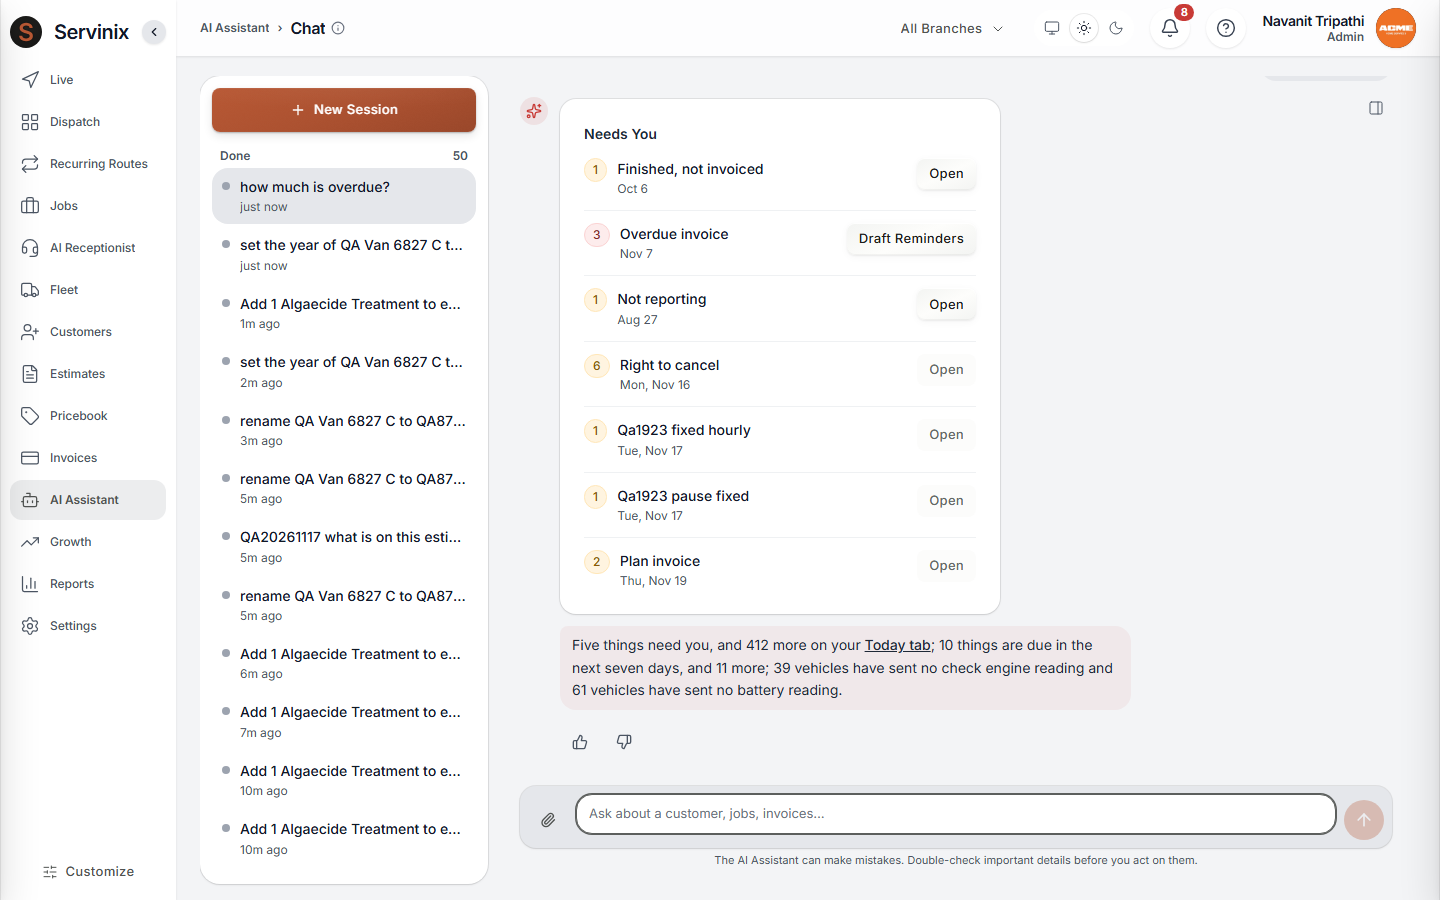 Servinix
AI Assistant › Chat
All Branches
8
Navanit Tripathi
Admin
ACME
Live
Dispatch
Recurring Routes
Jobs
AI Receptionist
Fleet
Customers
Estimates
Pricebook
Invoices
AI Assistant
Growth
Reports
Settings
Customize
+ New Session
Done 50
how much is overdue?
just now
set the year of QA Van 6827 C t...
just now
Add 1 Algaecide Treatment to e...
1m ago
set the year of QA Van 6827 C t...
2m ago
rename QA Van 6827 C to QA87...
3m ago
rename QA Van 6827 C to QA87...
5m ago
QA20261117 what is on this esti...
5m ago
rename QA Van 6827 C to QA87...
5m ago
Add 1 Algaecide Treatment to e...
6m ago
Add 1 Algaecide Treatment to e...
7m ago
Add 1 Algaecide Treatment to e...
10m ago
Add 1 Algaecide Treatment to e...
10m ago
Needs You
1 Finished, not invoiced
Oct 6
Open
3 Overdue invoice
Nov 7
Draft Reminders
1 Not reporting
Aug 27
Open
6 Right to cancel
Mon, Nov 16
Open
1 Qa1923 fixed hourly
Tue, Nov 17
Open
1 Qa1923 pause fixed
Tue, Nov 17
Open
2 Plan invoice
Thu, Nov 19
Open
Five things need you, and 412 more on your Today tab; 10 things are due in the
next seven days, and 11 more; 39 vehicles have sent no check engine reading and
61 vehicles have sent no battery reading.
Ask about a customer, jobs, invoices...
The AI Assistant can make mistakes. Double-check important details before you act on them.